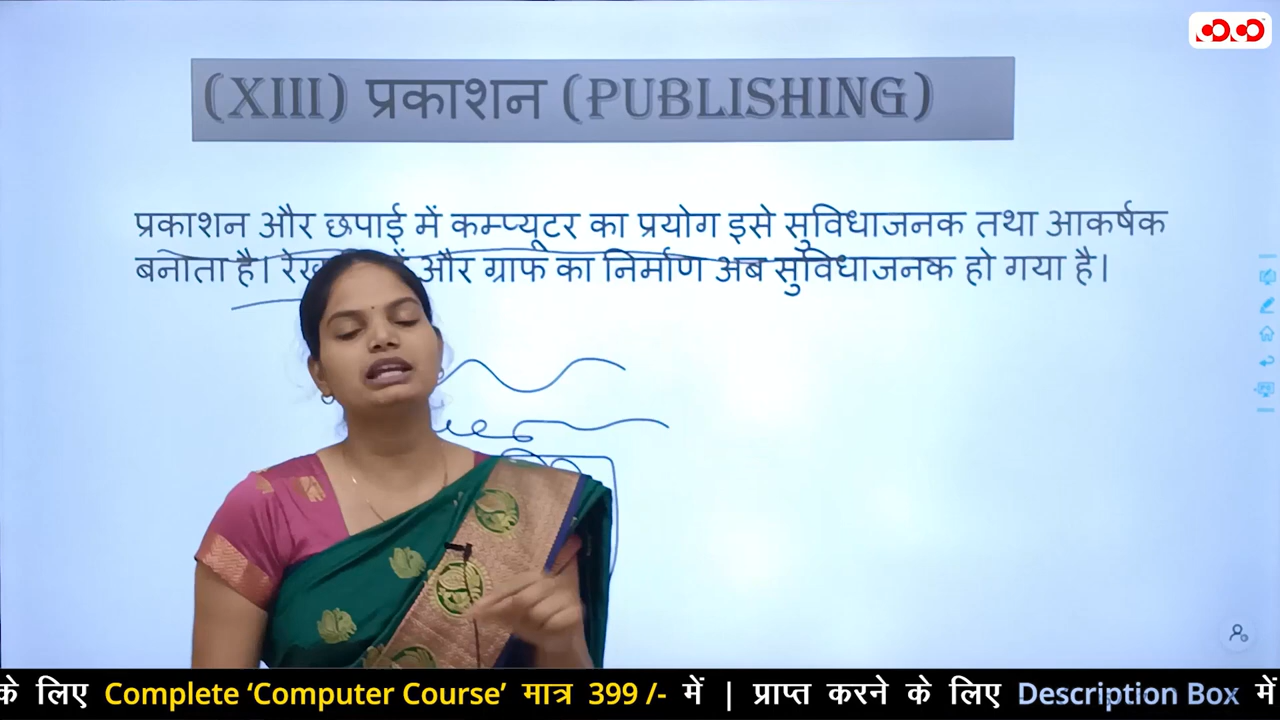 (XIII) प्रकाशन (PUBLISHING)
प्रकाशन और छपाई में कम्प्यूटर का प्रयोग इसे सुविधाजनक तथा आकर्षक
बनाता है। और ग्राफ का निर्माण अब सुविधाजनक हो गया है।
के लिए Complete ‘Computer Course’ मात्र 399 /- में | प्राप्त करने के लिए Description Box में